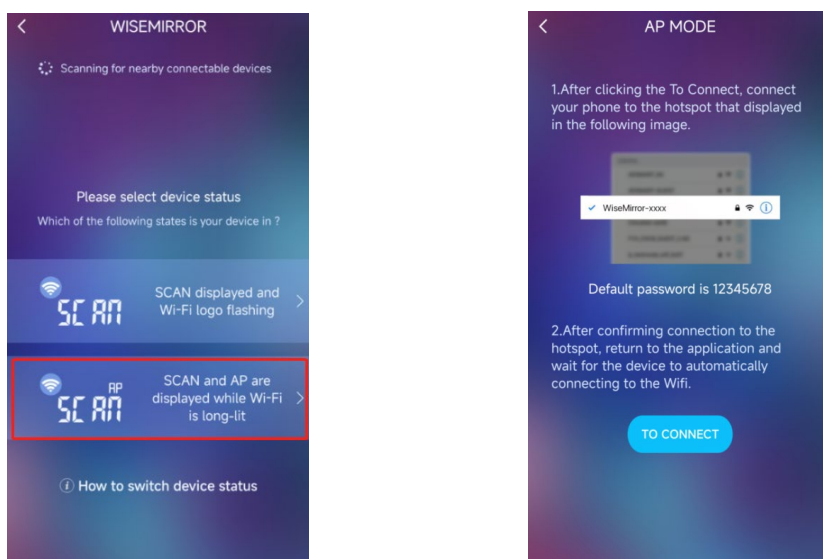 WISEMIRROR
Scanning for nearby connectable devices
Please select device status
Which of the following states is your device in ?
SCAN
SCAN displayed and
Wi-Fi logo flashing
AP
SCAN
SCAN and AP are
displayed while Wi-Fi
is long-lit
How to switch device status
AP MODE
1.After clicking the To Connect, connect
your phone to the hotspot that displayed
in the following image.
WiseMirror-xxxx
Default password is 12345678
2.After confirming connection to the
hotspot, return to the application and
wait for the device to automatically
connecting to the Wifi.
TO CONNECT